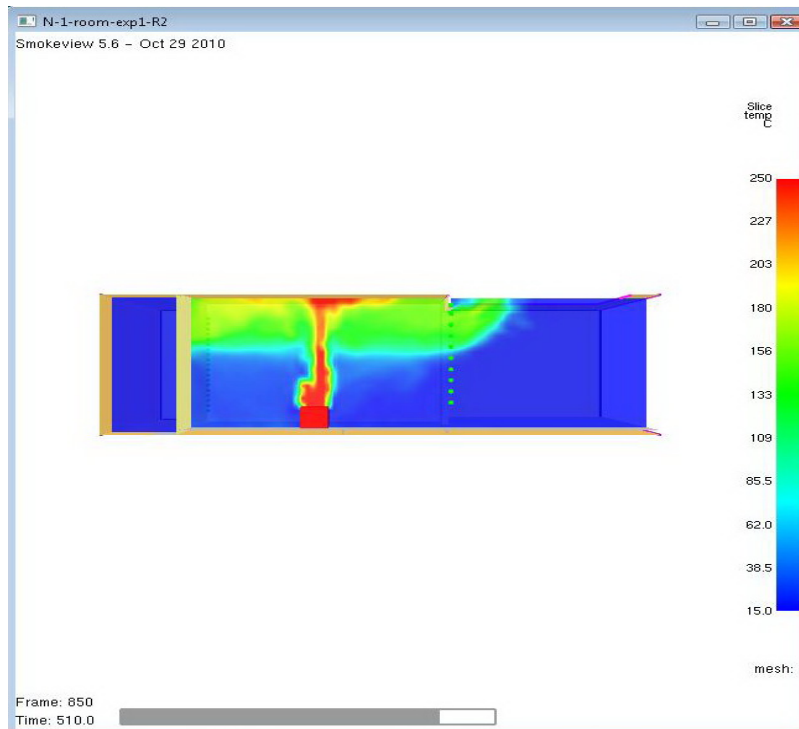 N-1-room-exp1-R2
Smokeview 5.6 - Oct 29 2010
Slice
temp
C
250
227
203
180
156
133
109
85.5
62.0
38.5
15.0
mesh:
Frame: 850
Time: 510.0